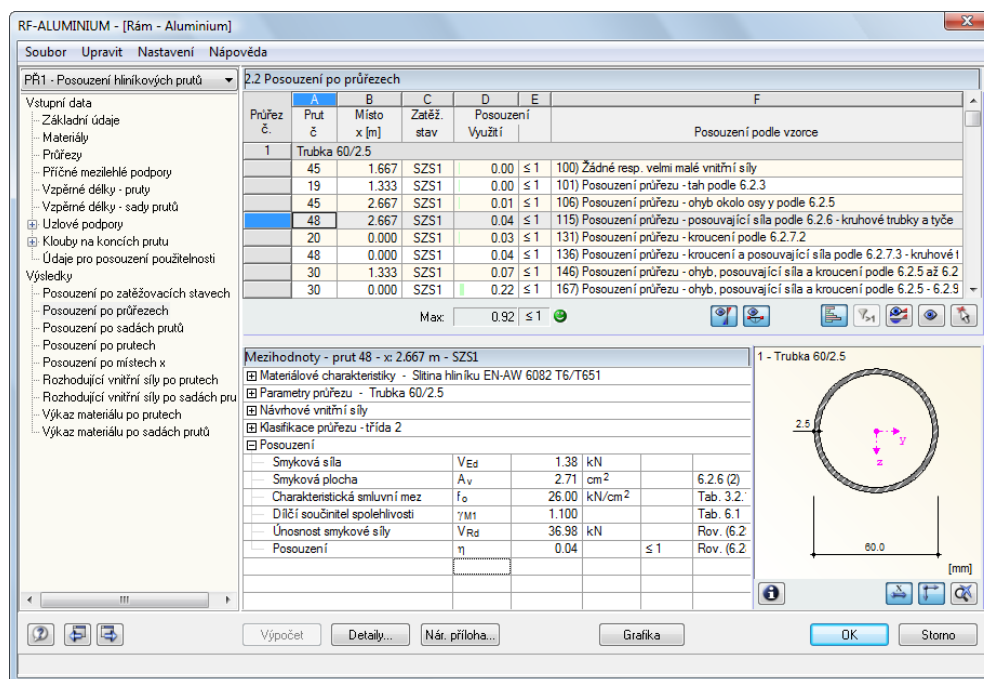 RF-ALUMINIUM - [Rám - Aluminium]
Soubor Upravit Nastavení Nápověda
PŘ1 - Posouzení hliníkových prutů
Vstupní data
Základní údaje
Materiály
Průřezy
Příčné mezilehlé podpory
Vzpěrné délky - pruty
Vzpěrné délky - sady prutů
Uzlové podpory
Klouby na koncích prutu
Údaje pro posouzení použitelnosti
Výsledky
Posouzení po zatěžovacích stavech
Posouzení po průřezech
Posouzení po sadách prutů
Posouzení po prutech
Posouzení po místech x
Rozhodující vnitřní síly po prutech
Rozhodující vnitřní síly po sadách pru
Výkaz materiálu po prutech
Výkaz materiálu po sadách prutů
2.2 Posouzení po průřezech
A B C D E F
Průřez Prut Místo Zatěž. Posouzení
č. č x [m] stav Využití Posouzení podle vzorce
1 Trubka 60/2.5
45 1.667 SZS1 0.00 ≤ 1 100) Žádné resp. velmi malé vnitřní síly
19 1.333 SZS1 0.00 ≤ 1 101) Posouzení průřezu - tah podle 6.2.3
45 2.667 SZS1 0.01 ≤ 1 106) Posouzení průřezu - ohyb okolo osy y podle 6.2.5
48 2.667 SZS1 0.04 ≤ 1 115) Posouzení průřezu - posouvající síla podle 6.2.6 - kruhové trubky a tyče
20 0.000 SZS1 0.03 ≤ 1 131) Posouzení průřezu - kroucení podle 6.2.7.2
48 0.000 SZS1 0.04 ≤ 1 136) Posouzení průřezu - kroucení a posouvající síla podle 6.2.7.3 - kruhové t
30 1.333 SZS1 0.07 ≤ 1 146) Posouzení průřezu - ohyb, posouvající síla a kroucení podle 6.2.5 až 6.2
30 0.000 SZS1 0.22 ≤ 1 167) Posouzení průřezu - ohyb, posouvající síla a kroucení podle 6.2.5 - 6.2.9
Max: 0.92 ≤ 1
Mezihodnoty - prut 48 - x: 2.667 m - SZS1
Materiálové charakteristiky - Slitina hliníku EN-AW 6082 T6/T651
Parametry průřezu - Trubka 60/2.5
Návrhové vnitřní síly
Klasifikace průřezu - třída 2
Posouzení
Smyková síla VEd 1.38 kN
Smyková plocha Av 2.71 cm2 6.2.6 (2)
Charakteristická smluvní mez fo 26.00 kN/cm2 Tab. 3.2.
Dílčí součinitel spolehlivosti γM1 1.100 Tab. 6.1
Únosnost smykové síly VRd 36.98 kN Rov. (6.2
Posouzení η 0.04 ≤ 1 Rov. (6.2
1 - Trubka 60/2.5
2.5
y
z
60.0
[mm]
Výpočet Detaily... Nár. příloha... Grafika OK Storno